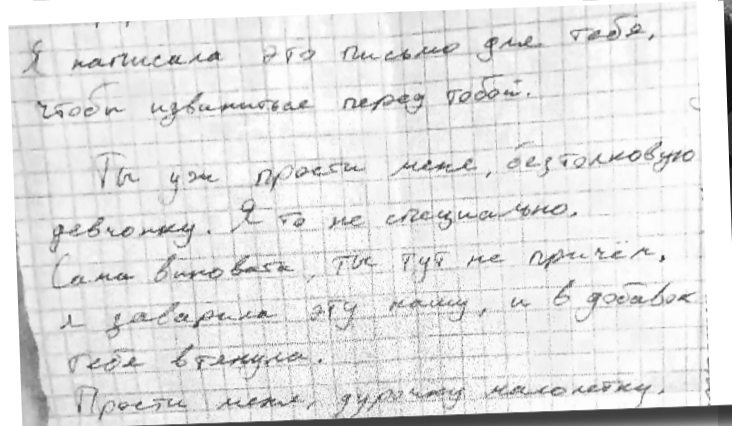 Я написала это письмо для тебя,
чтобы извиниться перед тобой.
Ты уж прости меня, безтолковую
девчонку. Я то не специально.
Сама виновата, ты тут не причём,
я заварила эту кашу, и в добавок
тебя втянула.
Прости меня, дурочку малолетку.